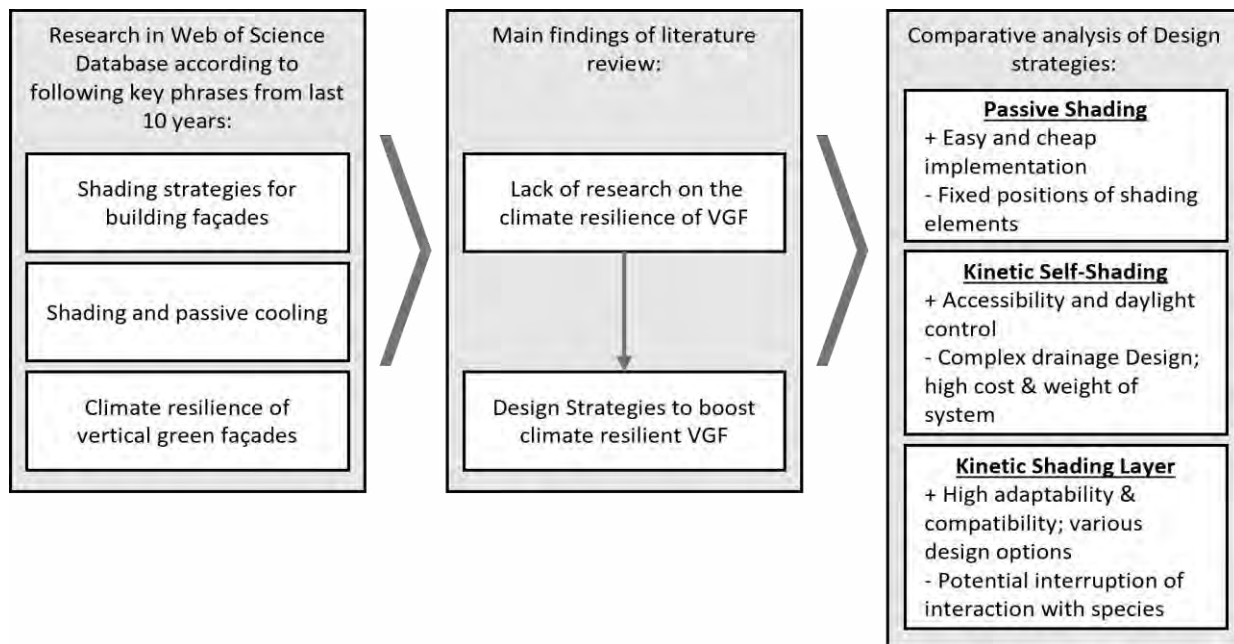 Research in Web of Science
Database according to
following key phrases from last
10 years:
Shading strategies for
building façades
Shading and passive cooling
Climate resilience of
vertical green façades
Main findings of literature
review:
Lack of research on the
climate resilience of VGF
Design Strategies to boost
climate resilient VGF
Comparative analysis of Design
strategies:
Passive Shading
+ Easy and cheap
implementation
- Fixed positions of shading
elements
Kinetic Self-Shading
+ Accessibility and daylight
control
- Complex drainage Design;
high cost & weight of
system
Kinetic Shading Layer
+ High adaptability &
compatibility; various
design options
- Potential interruption of
interaction with species